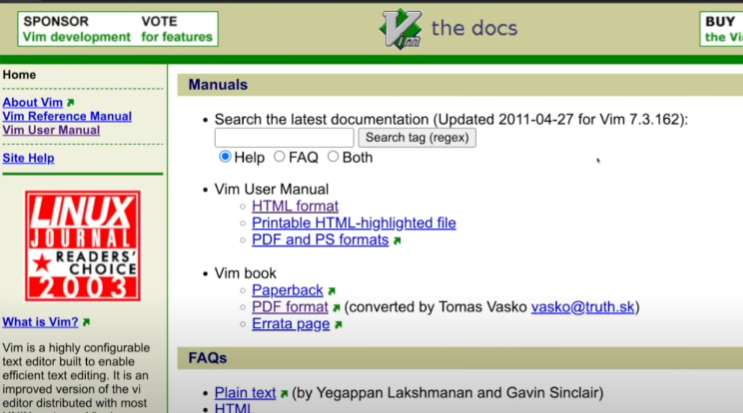 SPONSOR VOTE
Vim development for features
Vim
the docs
BUY
the Vi
Home
About Vim
Vim Reference Manual
Vim User Manual
Site Help
LINUX
JOURNAL
READERS'
CHOICE
2003
What is Vim?
Vim is a highly configurable
text editor built to enable
efficient text editing. It is an
improved version of the vi
editor distributed with most
Manuals
Search the latest documentation (Updated 2011-04-27 for Vim 7.3.162):
Search tag (regex)
Help FAQ Both
Vim User Manual
HTML format
Printable HTML-highlighted file
PDF and PS formats
Vim book
Paperback
PDF format (converted by Tomas Vasko vasko@truth.sk)
Errata page
FAQs
Plain text (by Yegappan Lakshmanan and Gavin Sinclair)
HTML